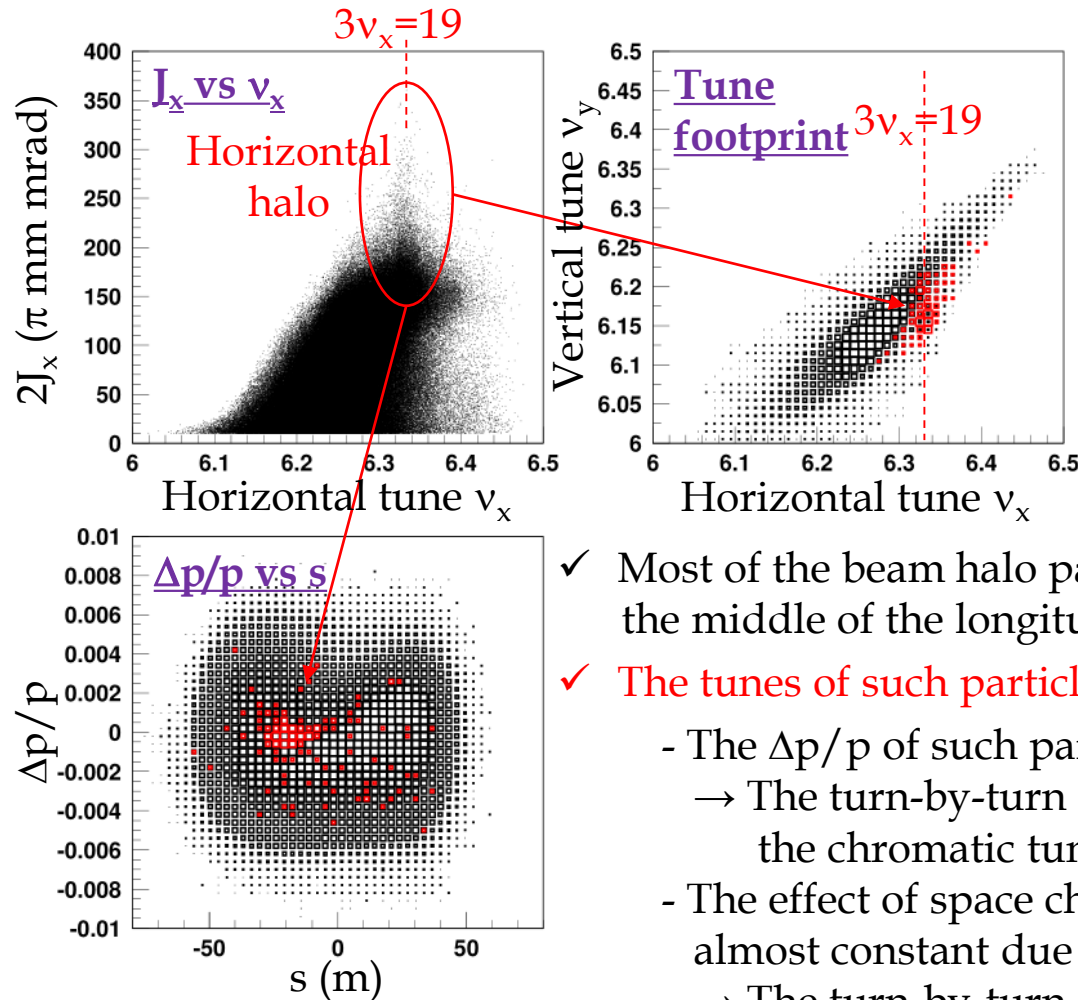 3νx=19
400
350
300
250
200
150
100
50
0
Jx vs νx
Horizontal
halo
2Jx (π mm mrad)
6 6.1 6.2 6.3 6.4 6.5
Horizontal tune νx
6.5
6.45
6.4
6.35
6.3
6.25
6.2
6.15
6.1
6.05
6
Tune
footprint
3νx=19
Vertical tune νy
6 6.1 6.2 6.3 6.4 6.5
Horizontal tune νx
0.01
0.008
0.006
0.004
0.002
0
-0.002
-0.004
-0.006
-0.008
-0.01
Δp/p vs s
Δp/p
-50 0 50
s (m)
✓ Most of the beam halo pa
the middle of the longitu
✓ The tunes of such particl
- The Δp/p of such par
→ The turn-by-turn
the chromatic tur
- The effect of space ch
almost constant due
→ The turn-by-turn